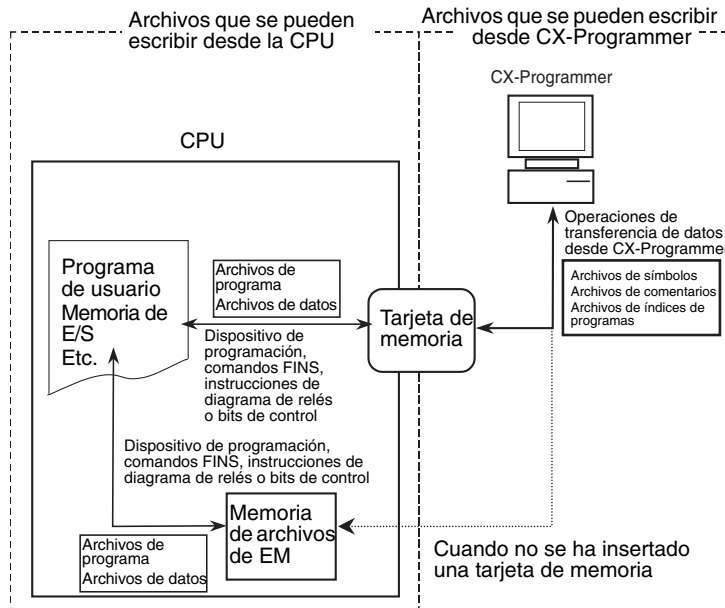 Archivos que se pueden
escribir desde la CPU
Archivos que se pueden escribir
desde CX-Programmer
CX-Programmer
CPU
Operaciones de
transferencia de datos
desde CX-Programmer
Archivos de símbolos
Archivos de comentarios
Archivos de índices de
programas
Programa
de usuario
Memoria de
E/S
Etc.
Archivos de
programa
Archivos de datos
Tarjeta de
memoria
Dispositivo de
programación,
comandos FINS,
instrucciones de
diagrama de relés
o bits de control
Dispositivo de programación,
comandos FINS, instrucciones de
diagrama de relés o bits de control
Memoria
de archivos
de EM
Archivos de
programa
Archivos de datos
Cuando no se ha insertado
una tarjeta de memoria